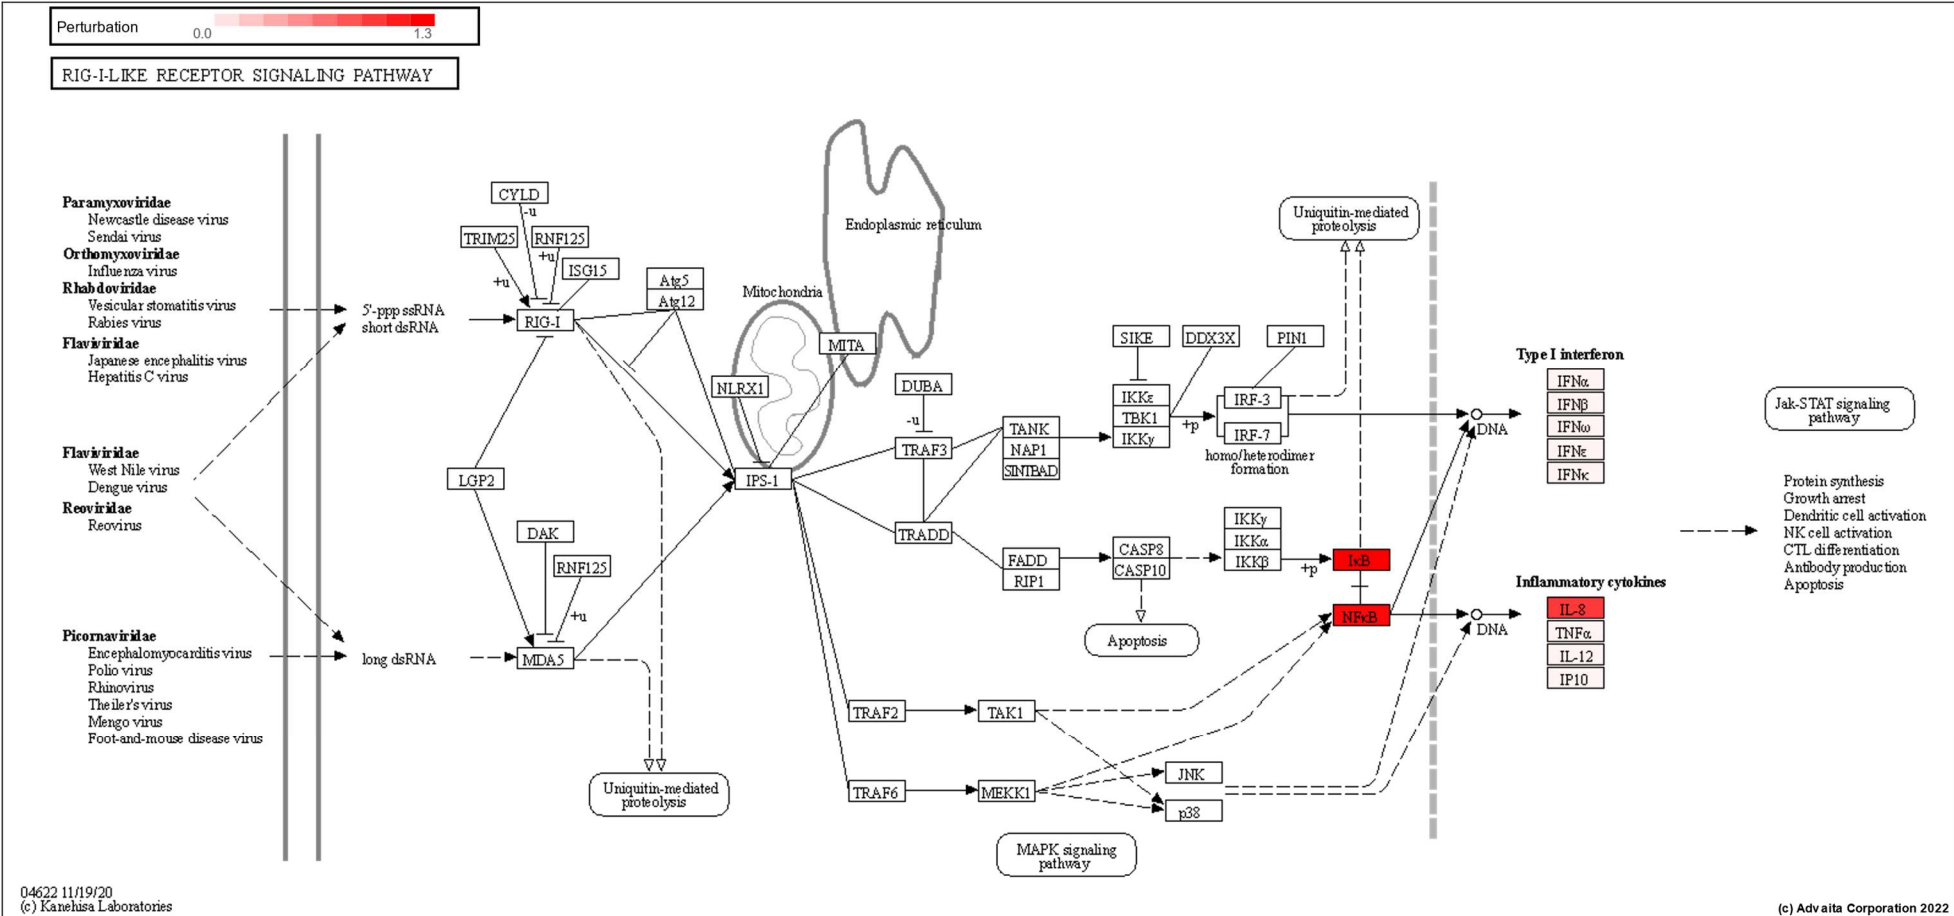 Perturbation
0.0
1.3
RIG-I-LIKE RECEPTOR SIGNALING PATHWAY
Paramyxoviridae
Newcastle disease virus
Sendai virus
Orthomyxoviridae
Influenza virus
Rhabdoviridae
Vesicular stomatitis virus
Rabies virus
Flaviviridae
Japanese encephalitis virus
Hepatitis C virus
Flaviviridae
West Nile virus
Dengue virus
Reoviridae
Reovirus
Picornaviridae
Encephalomyocarditis virus
Polio virus
Rhinovirus
Theiler's virus
Mengo virus
Foot-and-mouse disease virus
5'-ppp ssRNA
short dsRNA
long dsRNA
CYLD
-u
TRIM25
RNF125
+u
+u
ISG15
RIG-I
Atg5
Atg12
LGP2
DAK
RNF125
+u
MDA5
Uniquitin-mediated
proteolysis
Mitochondria
Endoplasmic reticulum
MITA
NLRX1
IPS-1
DUBA
-u
TRAF3
TRADD
TANK
NAP1
SINTBAD
FADD
RIP1
TRAF2
TAK1
TRAF6
MEKK1
SIKE
DDX3X
PIN1
IKKε
TBK1
IKKγ
+p
IRF-3
IRF-7
homo/heterodimer
formation
Uniquitin-mediated
proteolysis
CASP8
CASP10
Apoptosis
IKKγ
IKKα
IKKβ
+p
IκB
NFκB
JNK
p38
MAPK signaling
pathway
DNA
DNA
Type I interferon
IFNα
IFNβ
IFNω
IFNε
IFNκ
Inflammatory cytokines
IL-8
TNFα
IL-12
IP10
Jak-STAT signaling
pathway
Protein synthesis
Growth arrest
Dendritic cell activation
NK cell activation
CTL differentiation
Antibody production
Apoptosis
04622 11/19/20
(c) Kanehisa Laboratories
(c) Advaita Corporation 2022